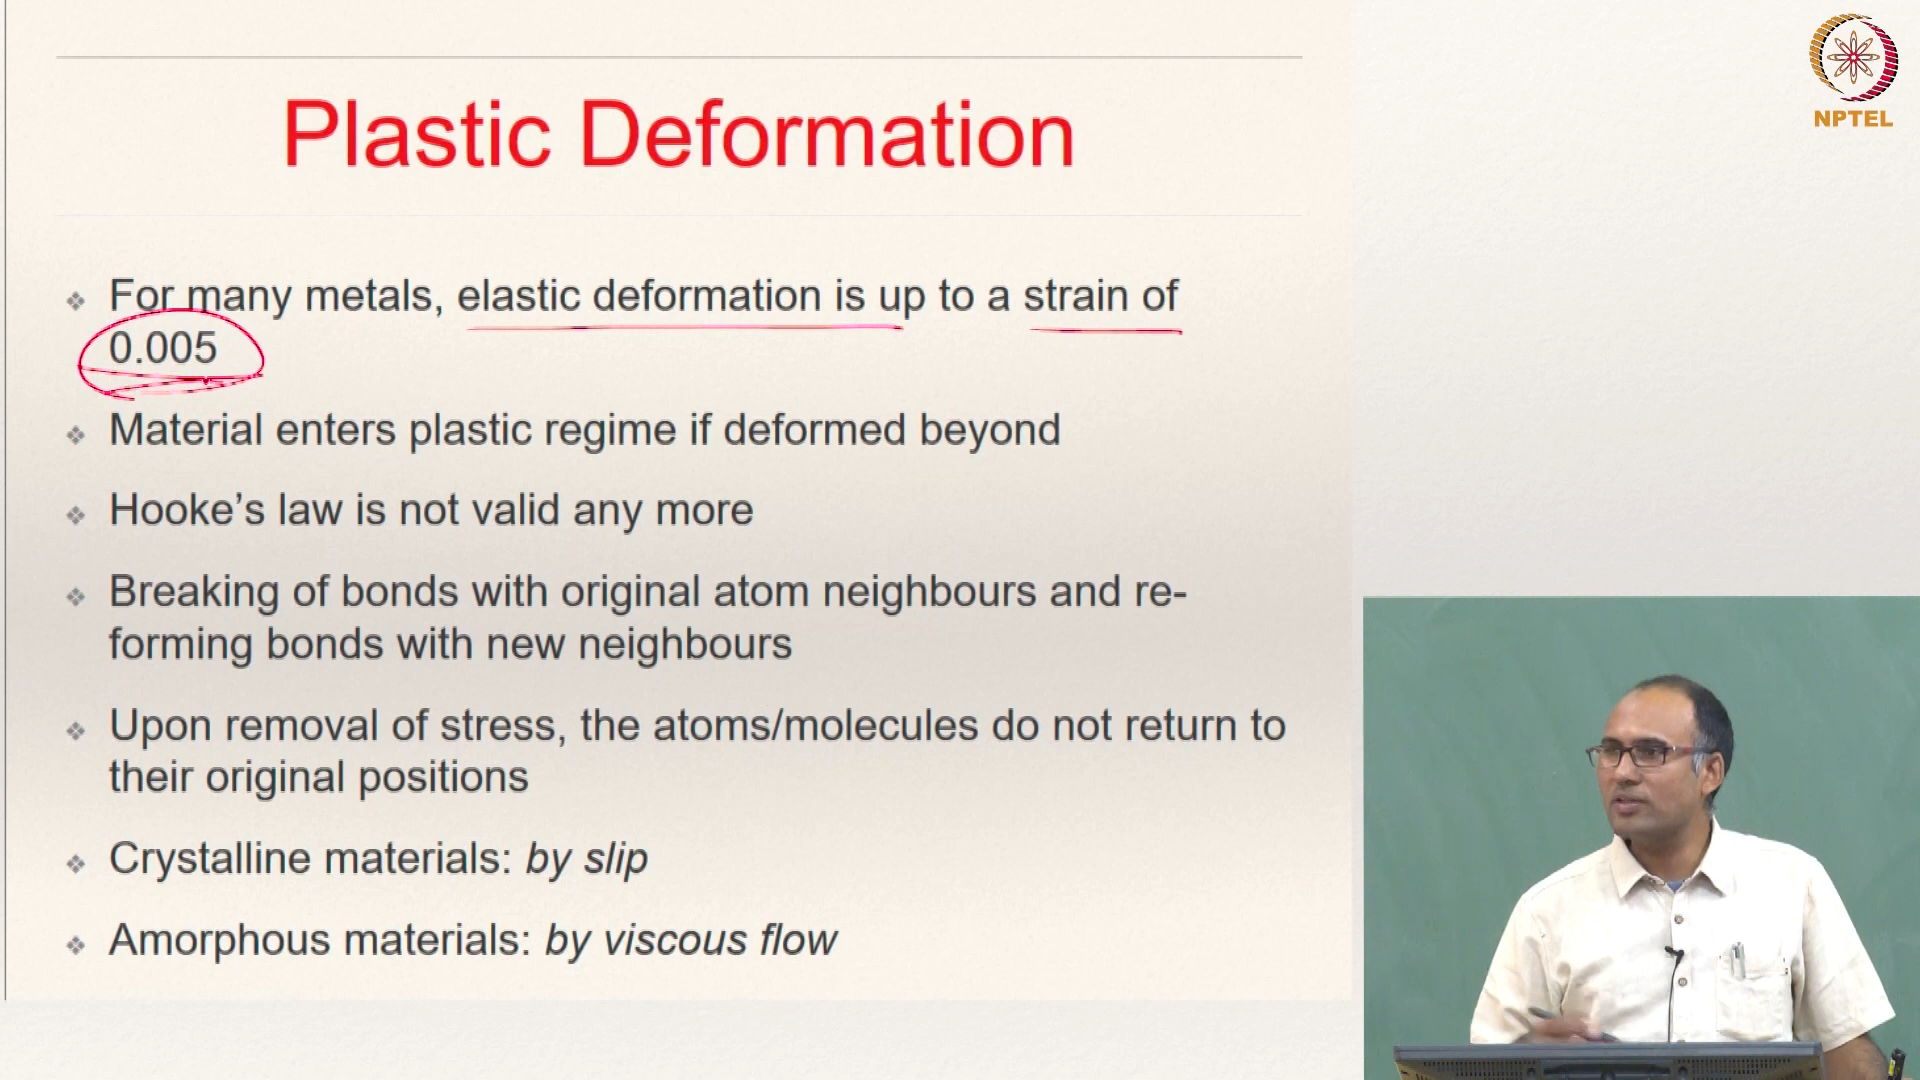 Plastic Deformation
For many metals, elastic deformation is up to a strain of
0.005
Material enters plastic regime if deformed beyond
Hooke’s law is not valid any more
Breaking of bonds with original atom neighbours and re-
forming bonds with new neighbours
Upon removal of stress, the atoms/molecules do not return to
their original positions
Crystalline materials: by slip
Amorphous materials: by viscous flow
NPTEL